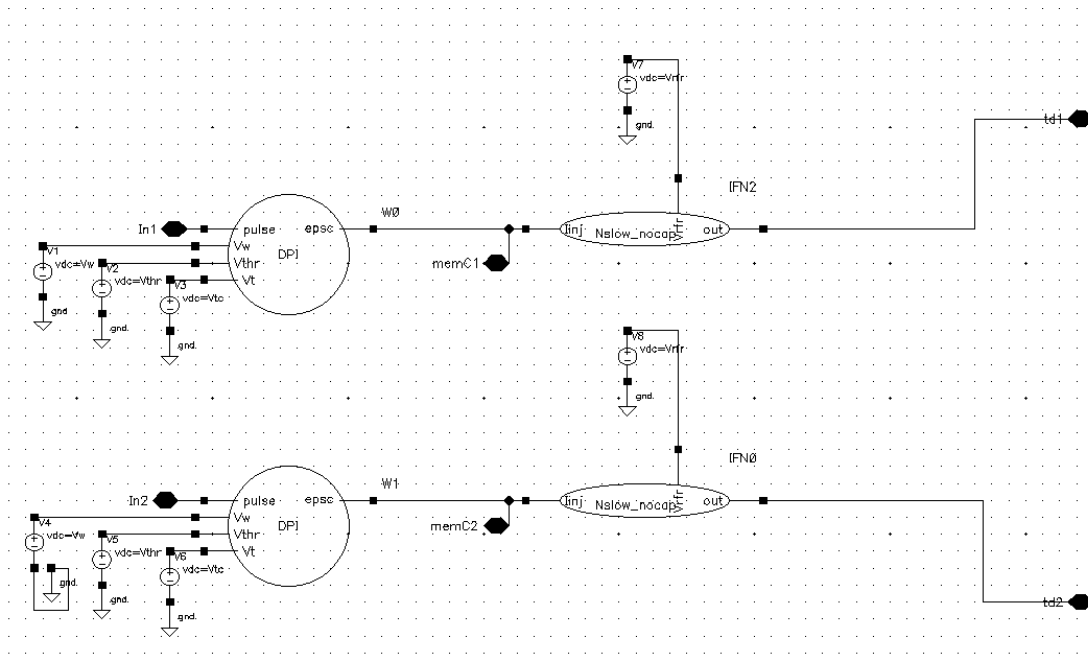 V7
vdc=Vrfr
gnd
td1
IFN2
W0
In1
pulse epsc
Iinj Nslow_nocap vrfr out
V1 Vw
DPI
V2 Vthr
memC1
vdc=Vw
V3 Vt
vdc=Vthr
vdc=Vtc
gnd
gnd
gnd
V8
vdc=Vrfr
gnd
IFN0
W1
In2
pulse epsc
Iinj Nslow_nocap vrfr out
V4 Vw
DPI
memC2
vdc=Vw
V5 Vthr
V6 Vt
vdc=Vthr
vdc=Vtc
gnd
gnd
gnd
td2